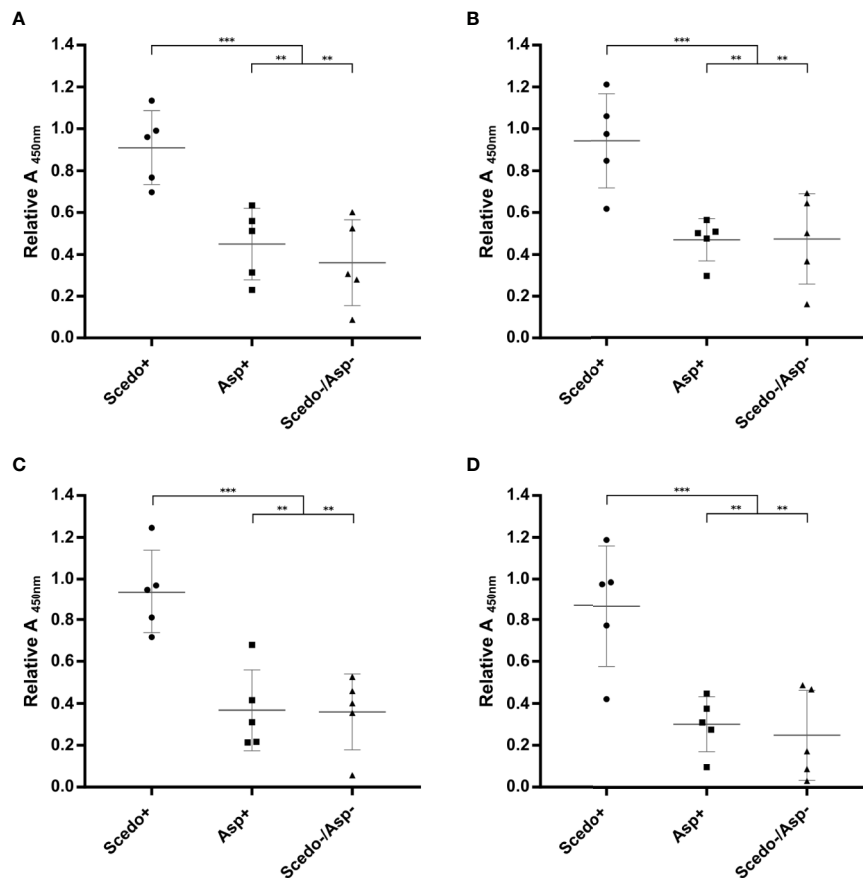 A
Relative A 450nm
1.4
1.2
1.0
0.8
0.6
0.4
0.2
0.0
***
** **
Scedo+
Asp+
Scedo-/Asp-
B
Relative A 450nm
1.4
1.2
1.0
0.8
0.6
0.4
0.2
0.0
***
** **
Scedo+
Asp+
Scedo-/Asp-
C
Relative A 450nm
1.4
1.2
1.0
0.8
0.6
0.4
0.2
0.0
***
** **
Scedo+
Asp+
Scedo-/Asp-
D
Relative A 450nm
1.4
1.2
1.0
0.8
0.6
0.4
0.2
0.0
***
** **
Scedo+
Asp+
Scedo-/Asp-